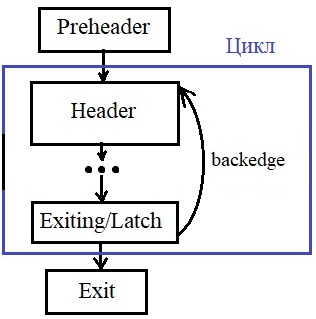 Preheader
Цикл
Header
backedge
Exiting/Latch
Exit